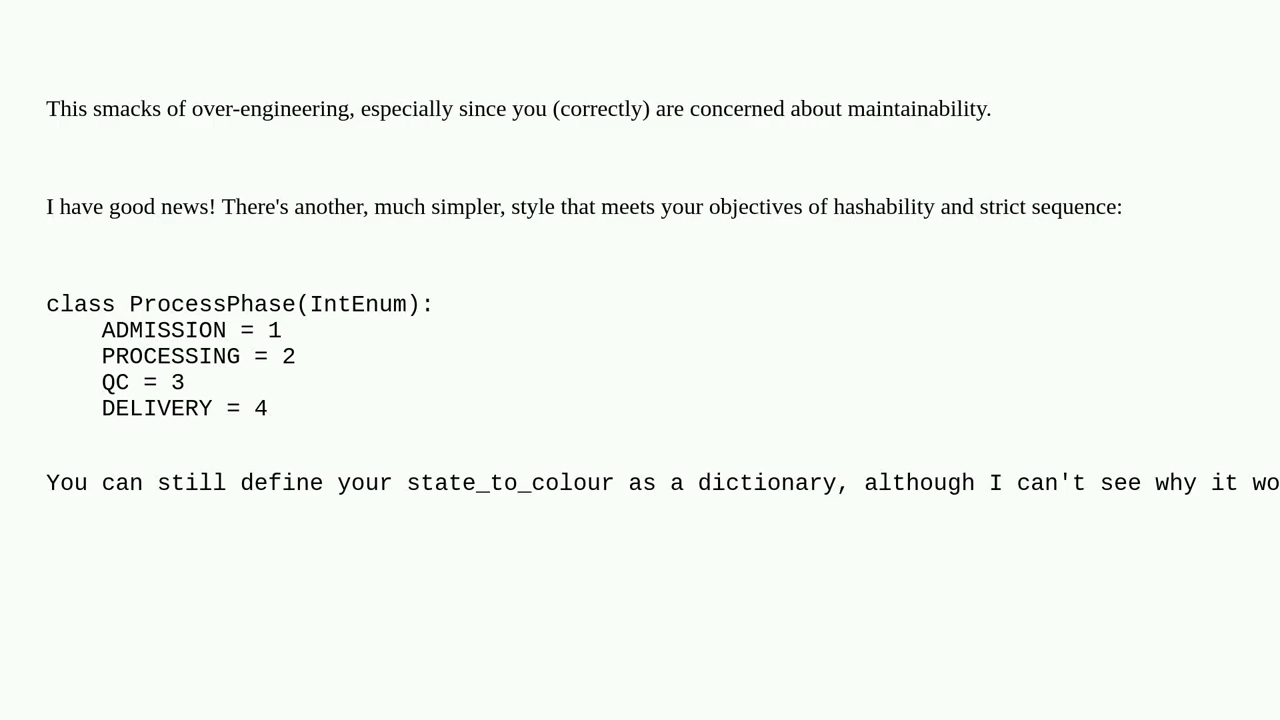 This smacks of over-engineering, especially since you (correctly) are concerned about maintainability.
I have good news! There's another, much simpler, style that meets your objectives of hashability and strict sequence:
class ProcessPhase(IntEnum):
    ADMISSION = 1
    PROCESSING = 2
    QC = 3
    DELIVERY = 4
You can still define your state_to_colour as a dictionary, although I can't see why it